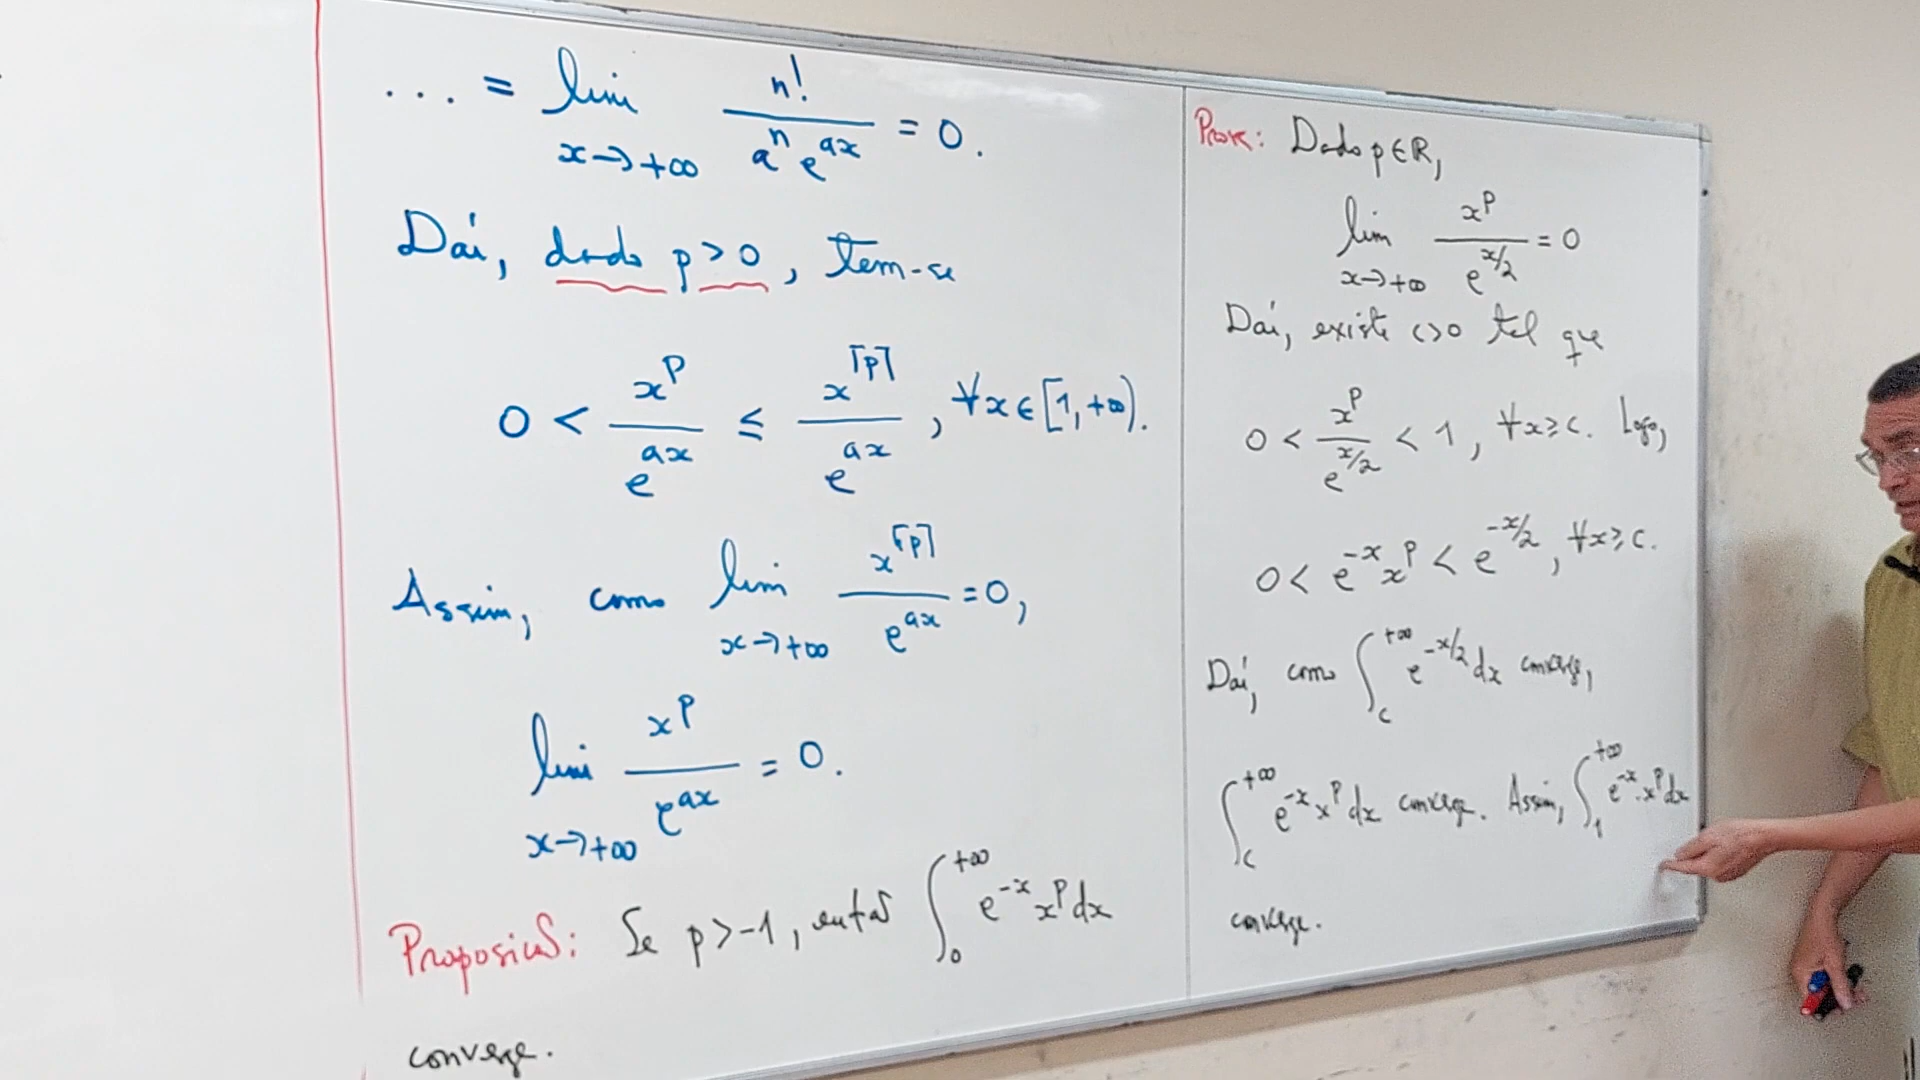 ... = lim x→+∞ n! / aⁿ e^{ax} = 0.
Daí, dado p>0, tem-se
0 < x^p / e^{ax} ≤ x^{⌈p⌉} / e^{ax}, ∀x∈[1,+∞).
Assim, como lim x→+∞ x^{⌈p⌉} / e^{ax} = 0,
lim x→+∞ x^p / e^{ax} = 0.
Proposição: Se p>-1, então ∫₀^{+∞} e^{-x} x^p dx
converge.
Prova: Dado p∈R,
lim x→+∞ x^p / e^{x/2} = 0
Daí, existe c>0 tal que
0 < x^p / e^{x/2} < 1, ∀x≥c. Logo,
0 < e^{-x} x^p < e^{-x/2}, ∀x≥c.
Daí, como ∫_c^{+∞} e^{-x/2} dx converge,
∫_c^{+∞} e^{-x} x^p dx converge. Assim, ∫₁^{+∞} e^{-x}.x^p dx
converge.